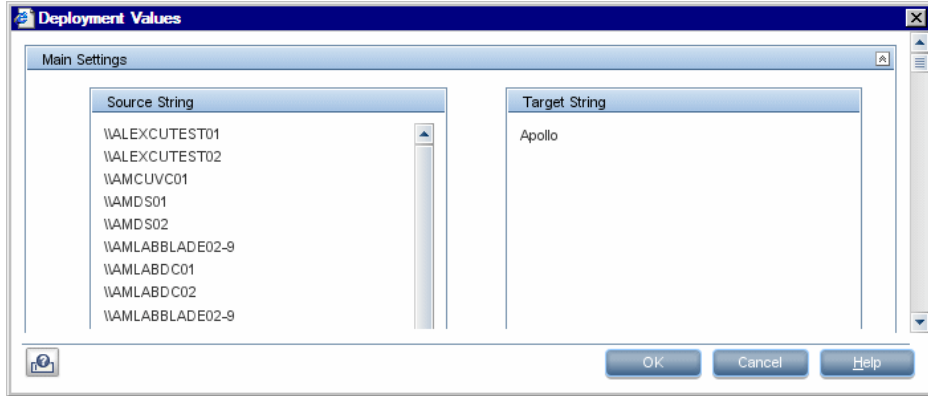 Deployment Values
Main Settings
Source String
Target String
\\ALEXCUTEST01
Apollo
\\ALEXCUTEST02
\\AMCUVC01
\\AMDS01
\\AMDS02
\\AMLABBLADE02-9
\\AMLABDC01
\\AMLABDC02
\\AMLABBLADE02-9
OK
Cancel
Help